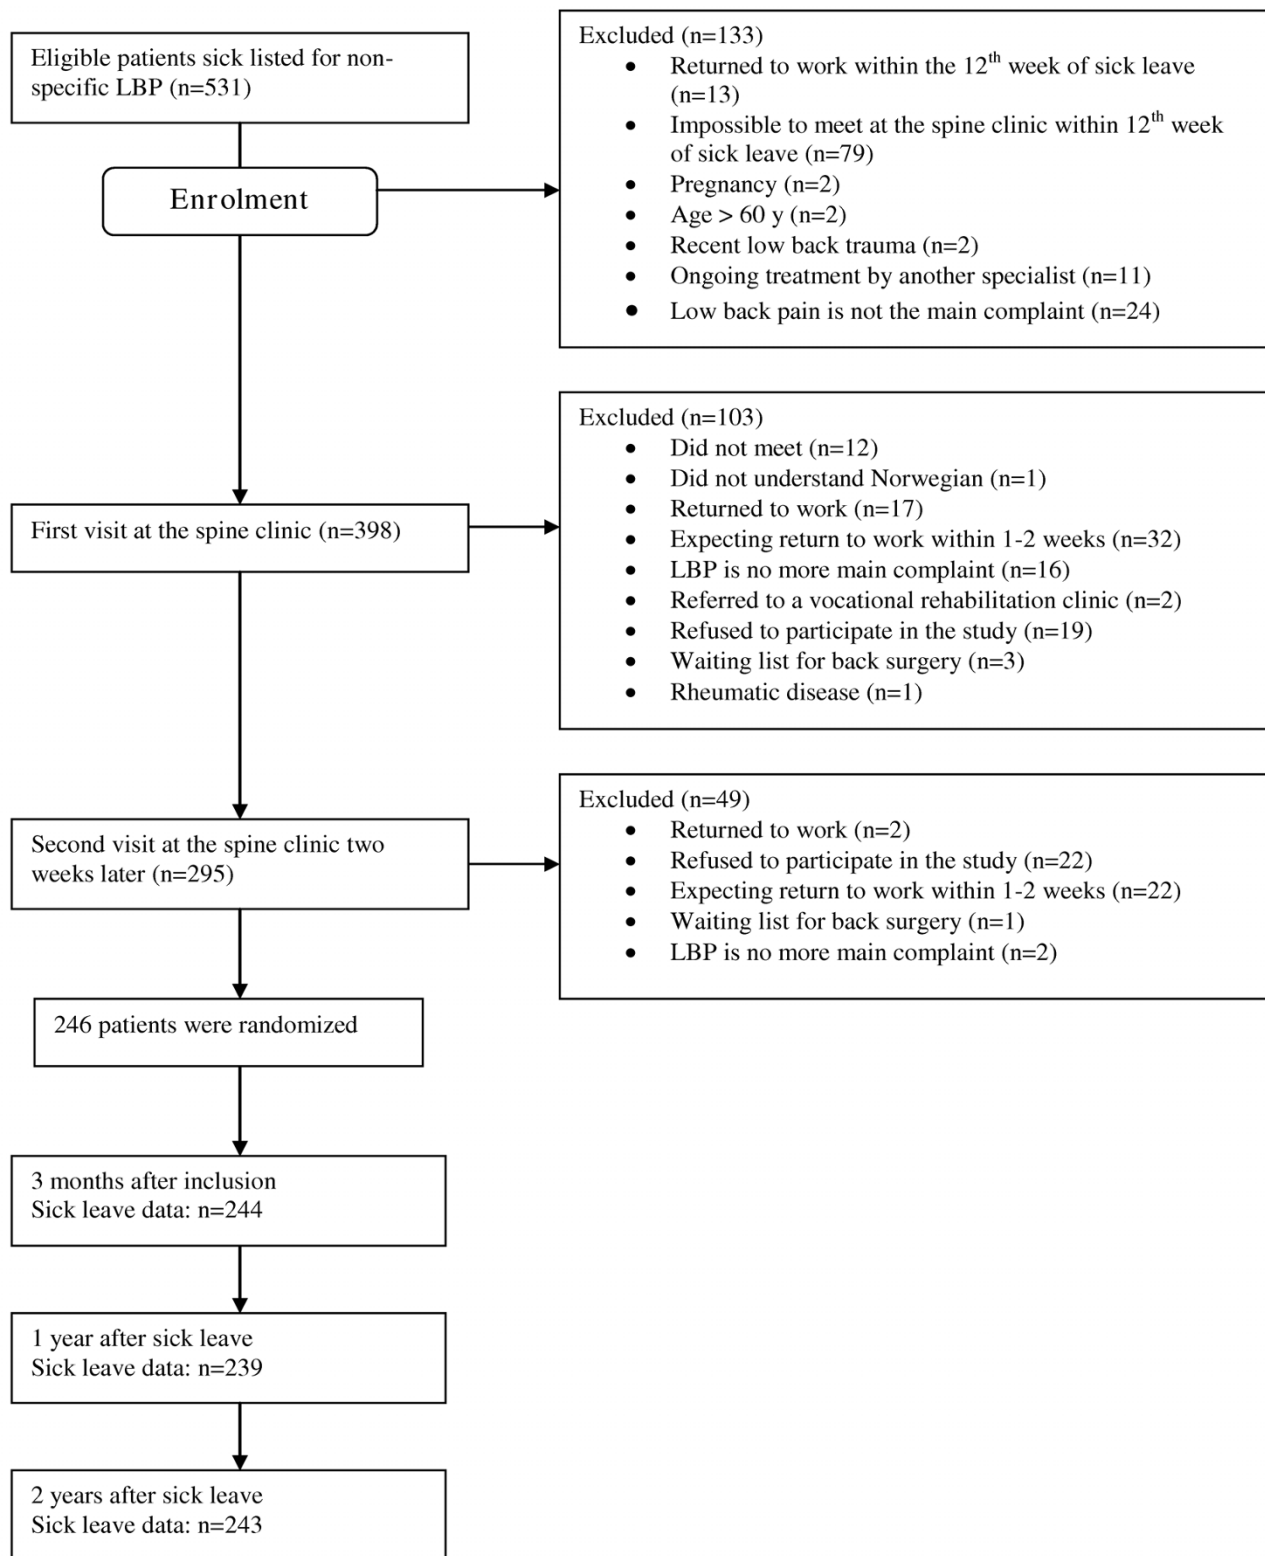 Eligible patients sick listed for non-
specific LBP (n=531)
Enrolment
Excluded (n=133)
• Returned to work within the 12th week of sick leave
(n=13)
• Impossible to meet at the spine clinic within 12th week
of sick leave (n=79)
• Pregnancy (n=2)
• Age > 60 y (n=2)
• Recent low back trauma (n=2)
• Ongoing treatment by another specialist (n=11)
• Low back pain is not the main complaint (n=24)
First visit at the spine clinic (n=398)
Excluded (n=103)
• Did not meet (n=12)
• Did not understand Norwegian (n=1)
• Returned to work (n=17)
• Expecting return to work within 1-2 weeks (n=32)
• LBP is no more main complaint (n=16)
• Referred to a vocational rehabilitation clinic (n=2)
• Refused to participate in the study (n=19)
• Waiting list for back surgery (n=3)
• Rheumatic disease (n=1)
Second visit at the spine clinic two
weeks later (n=295)
Excluded (n=49)
• Returned to work (n=2)
• Refused to participate in the study (n=22)
• Expecting return to work within 1-2 weeks (n=22)
• Waiting list for back surgery (n=1)
• LBP is no more main complaint (n=2)
246 patients were randomized
3 months after inclusion
Sick leave data: n=244
1 year after sick leave
Sick leave data: n=239
2 years after sick leave
Sick leave data: n=243